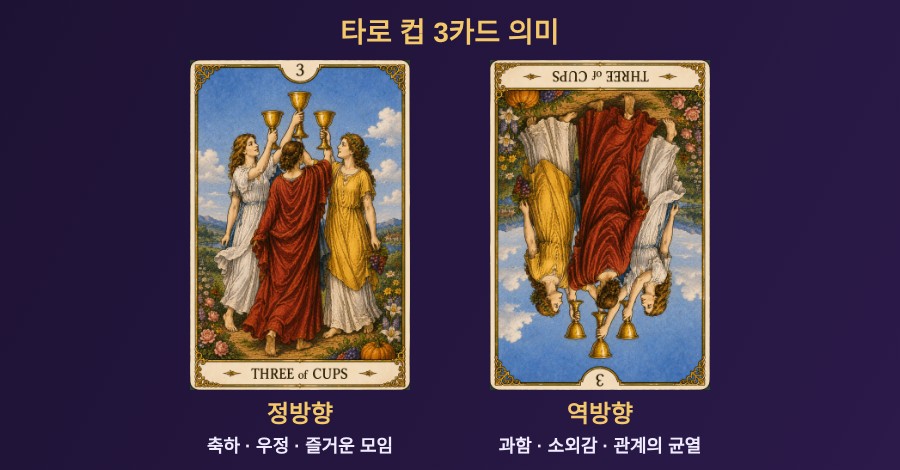 타로 컵 3카드 의미
3
THREE of CUPS
정방향
축하 · 우정 · 즐거운 모임
THREE of CUPS
3
역방향
과함 · 소외감 · 관계의 균열